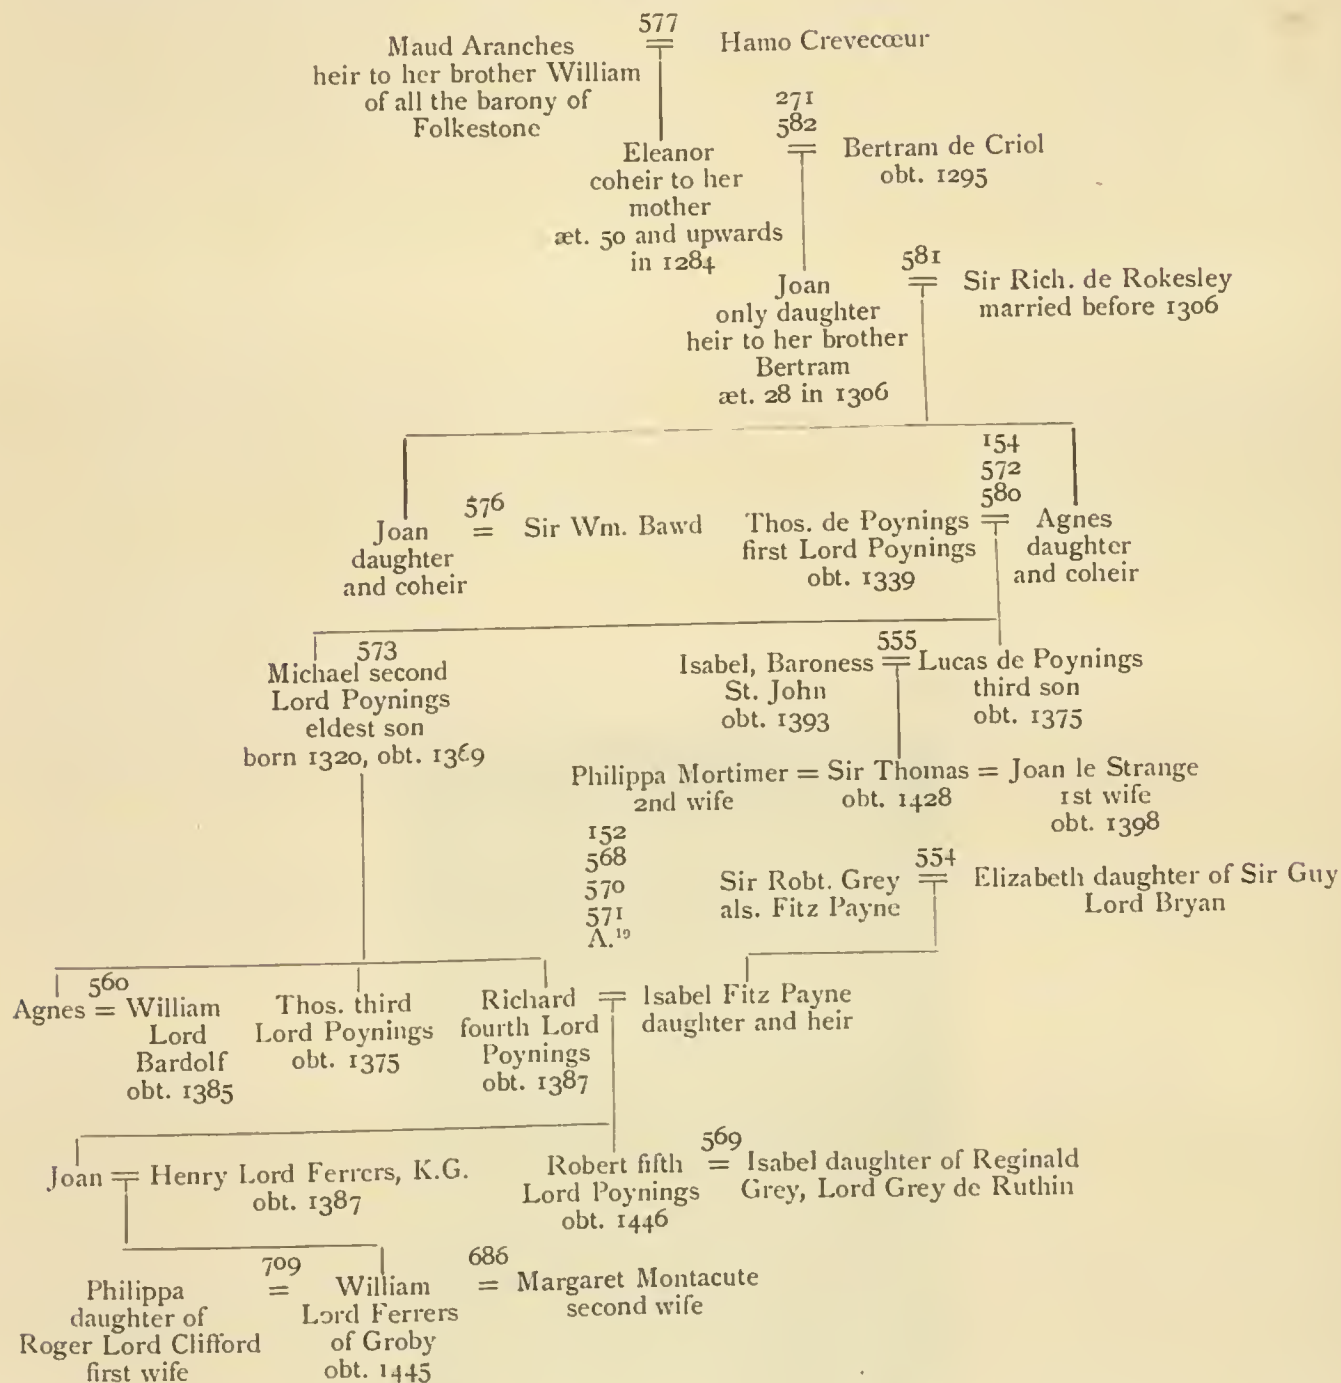 577
Maud Aranches
heir to her brother William
of all the barony of
Folkestone
Hamo Crevecœur
271
582
Eleanor
coheir to her
mother
æt. 50 and upwards
in 1284
Bertram de Criol
obt. 1295
581
Joan
only daughter
heir to her brother
Bertram
æt. 28 in 1306
Sir Rich. de Rokesley
married before 1306
154
572
580
576
Joan
daughter
and coheir
= Sir Wm. Bawd
Thos. de Poynings
first Lord Poynings
obt. 1339
Agnes
daughter
and coheir
573
Michael second
Lord Poynings
eldest son
born 1320, obt. 1369
555
Isabel, Baroness
St. John
obt. 1393
Lucas de Poynings
third son
obt. 1375
Philippa Mortimer = Sir Thomas = Joan le Strange
2nd wife
obt. 1428
1st wife
obt. 1398
152
568
570
571
A.¹⁹
554
Sir Robt. Grey
als. Fitz Payne
Elizabeth daughter of Sir Guy
Lord Bryan
560
Agnes = William
Lord
Bardolf
obt. 1385
Thos. third
Lord Poynings
obt. 1375
Richard
fourth Lord
Poynings
obt. 1387
Isabel Fitz Payne
daughter and heir
Joan
Henry Lord Ferrers, K.G.
obt. 1387
569
Robert fifth
Lord Poynings
obt. 1446
= Isabel daughter of Reginald
Grey, Lord Grey de Ruthin
709
686
Philippa
daughter of
Roger Lord Clifford
first wife
=
William
Lord Ferrers
of Groby
obt. 1445
= Margaret Montacute
second wife